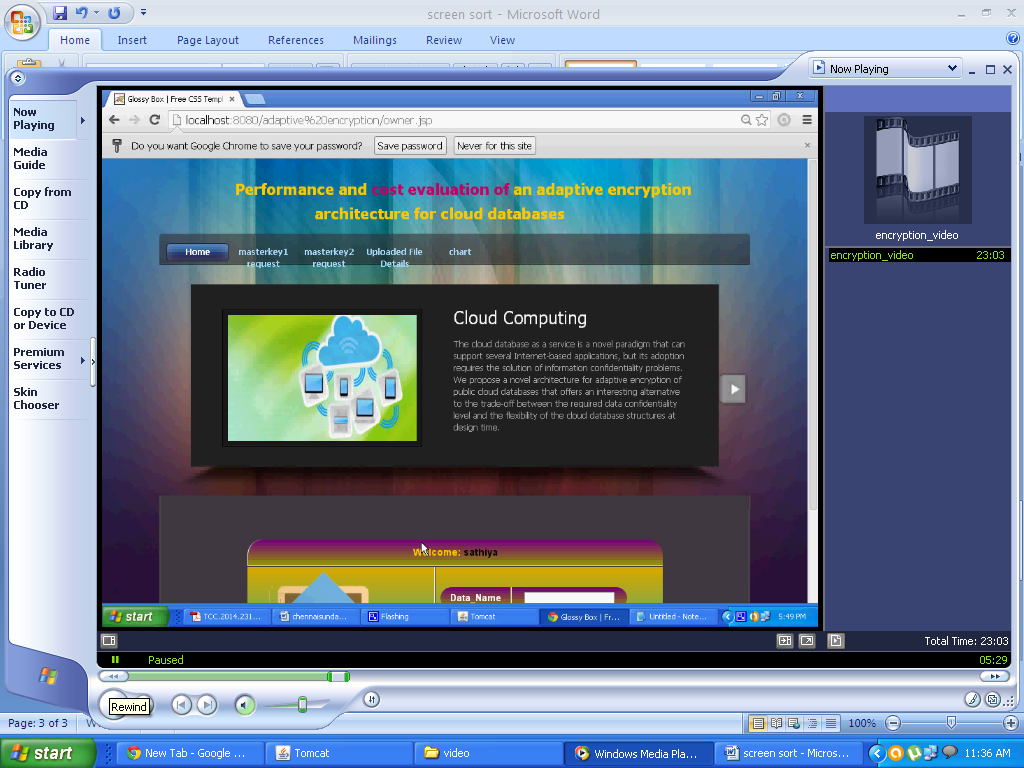 screen sort - Microsoft Word
Home Insert Page Layout References Mailings Review View
Now Playing
Now Playing
Media Guide
Copy from CD
Media Library
Radio Tuner
Copy to CD or Device
Premium Services
Skin Chooser
Glossy Box | Free CSS Templ
localhost:8080/adaptive%20encryption/owner.jsp
Do you want Google Chrome to save your password? Save password Never for this site
Performance and cost evaluation of an adaptive encryption
architecture for cloud databases
Home masterkey1 request masterkey2 request Uploaded File Details chart
Cloud Computing
The cloud database as a service is a novel paradigm that can
support several Internet-based applications, but its adoption
requires the solution of information confidentiality problems.
We propose a novel architecture for adaptive encryption of
public cloud databases that offers an interesting alternative
to the trade-off between the required data confidentiality
level and the flexibility of the cloud database structures at
design time.
Welcome: sathiya
Data_Name
start TCC.2014.231... chennaisunda... Flashing Tomcat Glossy Box | Fr... Untitled - Note... 5:49 PM
encryption_video
encryption_video 23:03
Total Time: 23:03
Paused 05:29
Rewind
Page: 3 of 3 100%
start New Tab - Google ... Tomcat video Windows Media Pla... screen sort - Micros... 11:36 AM